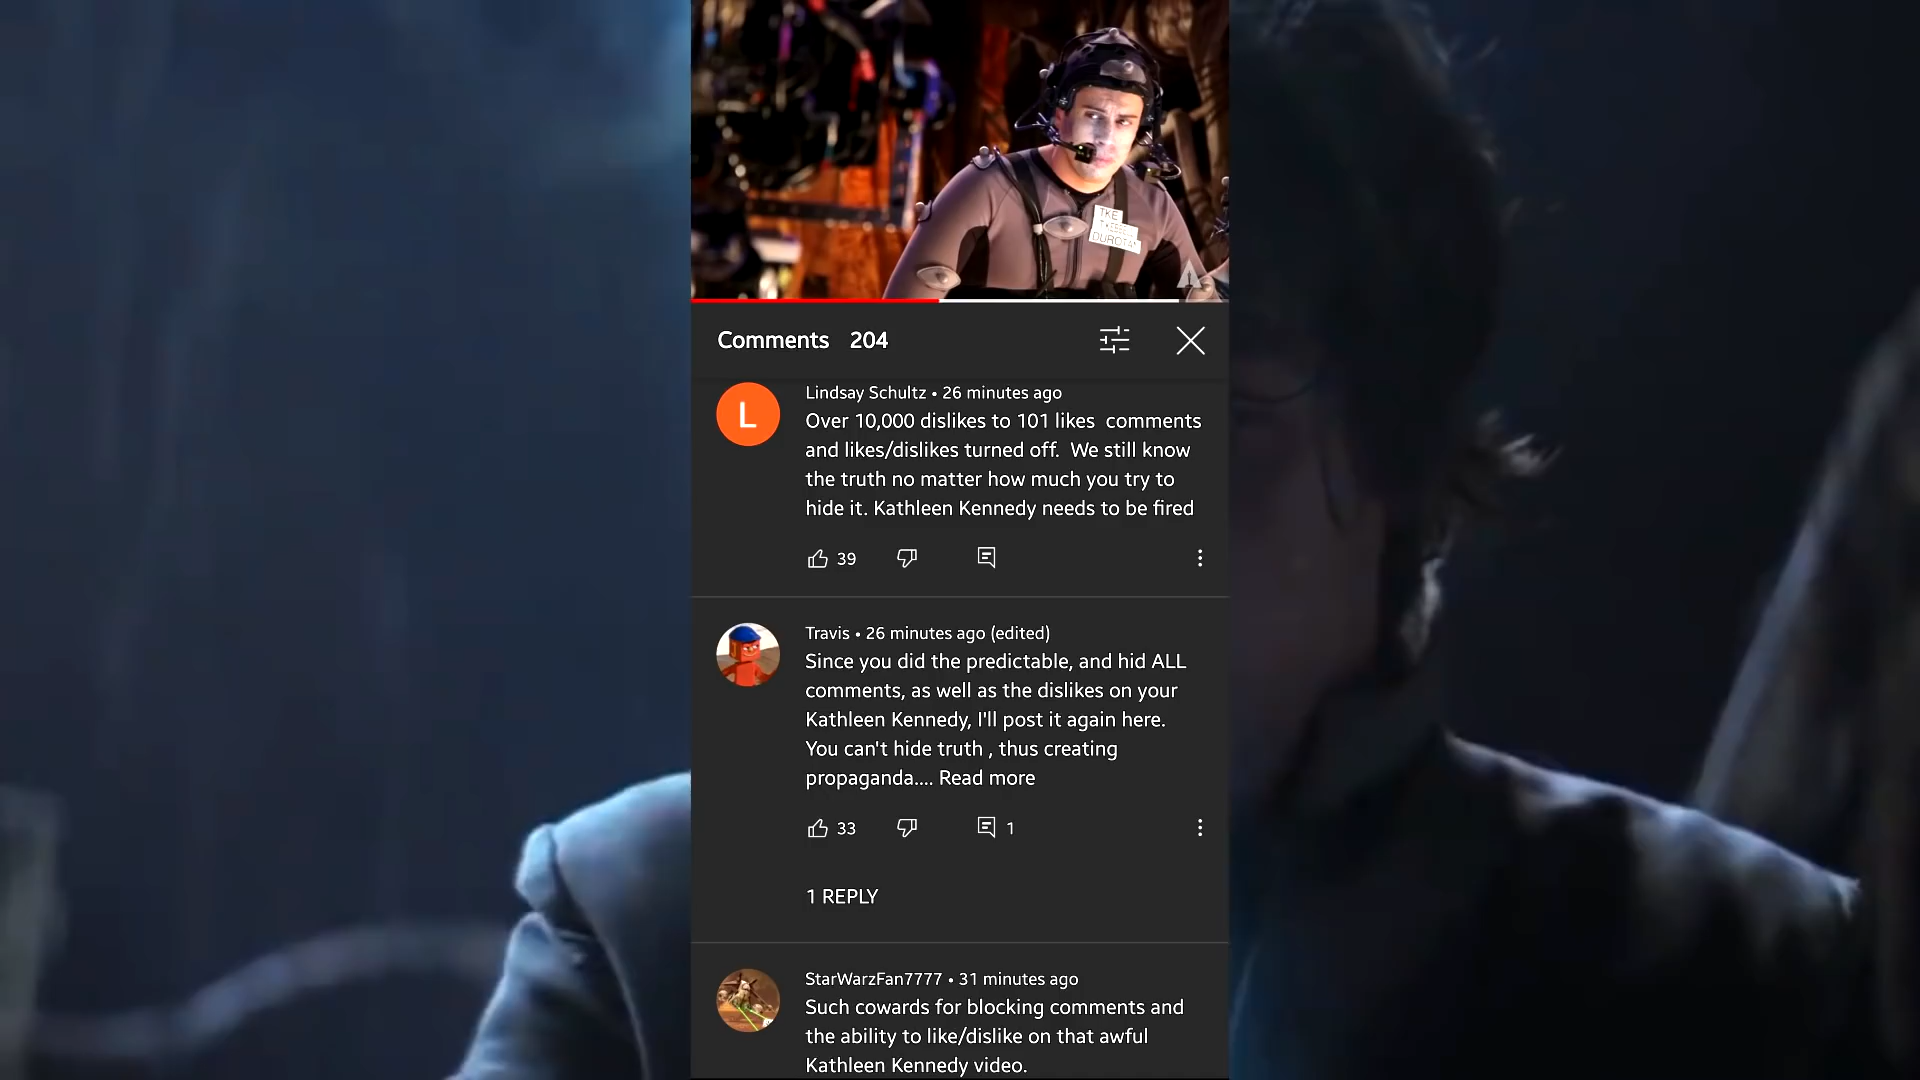 TKE
DUROTAN
Comments 204
L
Lindsay Schultz • 26 minutes ago
Over 10,000 dislikes to 101 likes comments
and likes/dislikes turned off. We still know
the truth no matter how much you try to
hide it. Kathleen Kennedy needs to be fired
39
Travis • 26 minutes ago (edited)
Since you did the predictable, and hid ALL
comments, as well as the dislikes on your
Kathleen Kennedy, I'll post it again here.
You can't hide truth , thus creating
propaganda.... Read more
33 1
1 REPLY
StarWarzFan7777 • 31 minutes ago
Such cowards for blocking comments and
the ability to like/dislike on that awful
Kathleen Kennedy video.